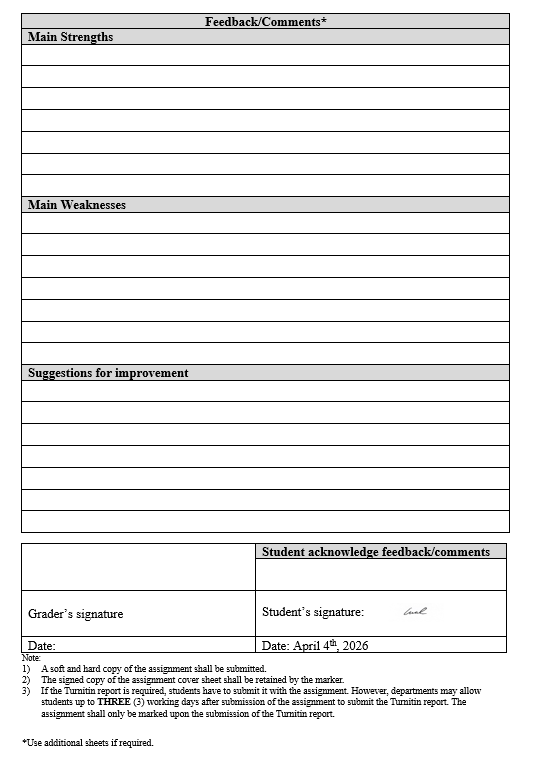 Feedback/Comments*
Main Strengths
Main Weaknesses
Suggestions for improvement
Student acknowledge feedback/comments
Grader’s signature
Student’s signature:
Date:
Date: April 4th, 2026
Note:
1) A soft and hard copy of the assignment shall be submitted.
2) The signed copy of the assignment cover sheet shall be retained by the marker.
3) If the Turnitin report is required, students have to submit it with the assignment. However, departments may allow
students up to THREE (3) working days after submission of the assignment to submit the Turnitin report. The
assignment shall only be marked upon the submission of the Turnitin report.
*Use additional sheets if required.